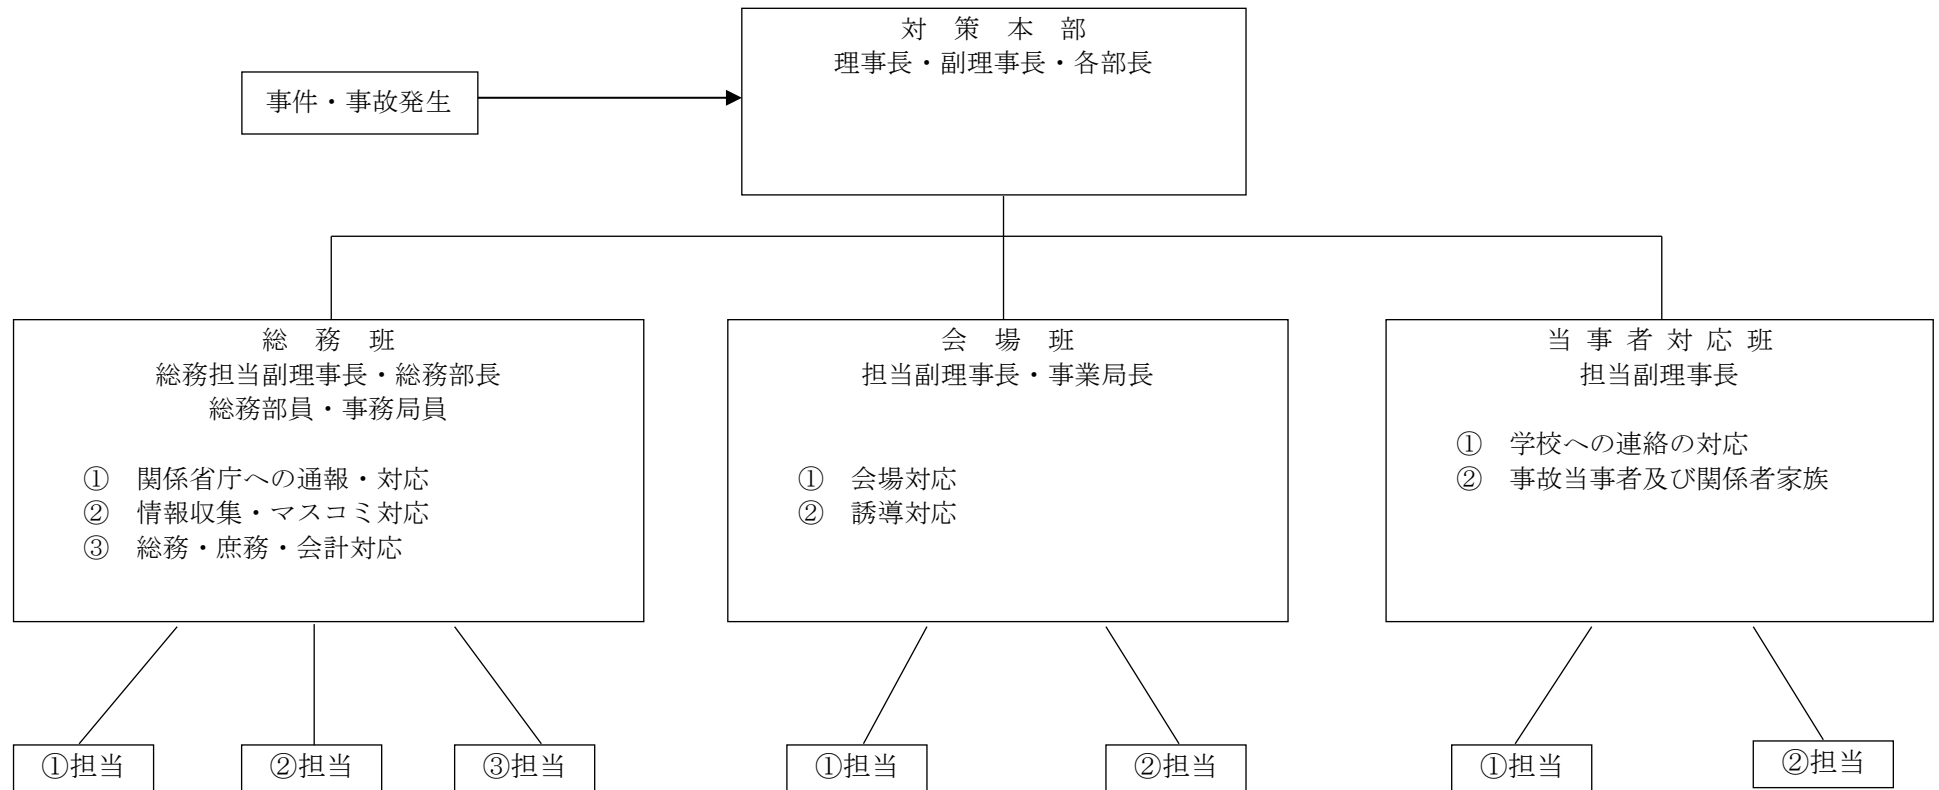 対　策　本　部
理事長・副理事長・各部長
事件・事故発生
総　務　班
総務担当副理事長・総務部長
総務部員・事務局員
①　関係省庁への通報・対応
②　情報収集・マスコミ対応
③　総務・庶務・会計対応
会　場　班
担当副理事長・事業局長
①　会場対応
②　誘導対応
当 事 者 対 応 班
担当副理事長
①　学校への連絡の対応
②　事故当事者及び関係者家族
①担当
②担当
③担当
①担当
②担当
①担当
②担当